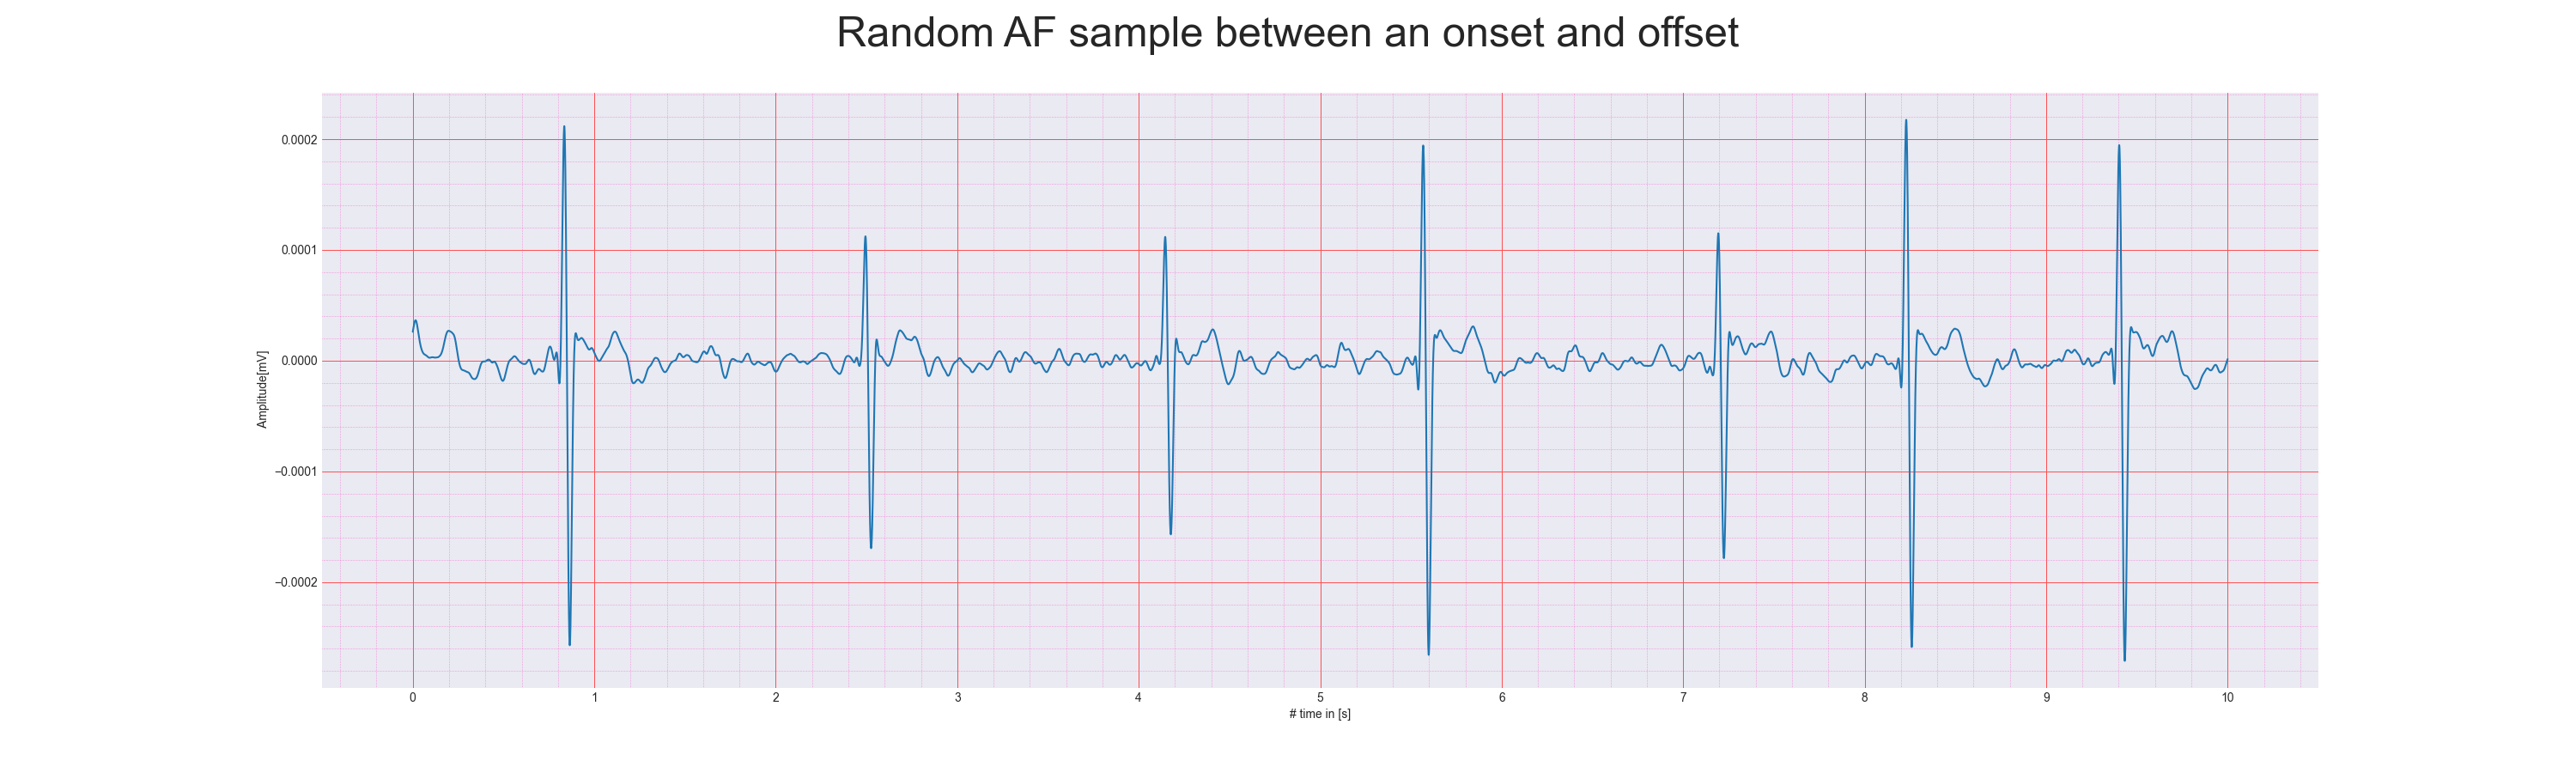 Random AF sample between an onset and offset
0.0002
0.0001
0.0000
−0.0001
−0.0002
Amplitude[mV]
0 1 2 3 4 5 6 7 8 9 10
# time in [s]